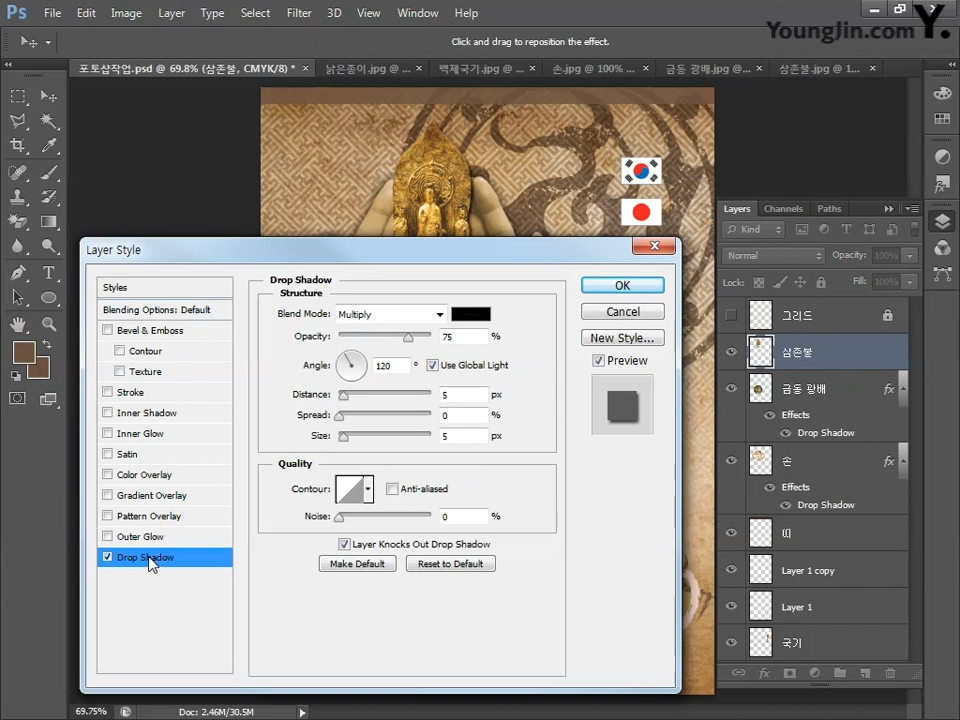 Ps File Edit Image Layer Type Select Filter 3D View Window Help
YoungJin.com Y.
Click and drag to reposition the effect.
포토샵작업.psd @ 69.8% (삼존불, CMYK/8) * × 낡은종이.jpg @ ... × 백제국기.jpg @ ... × 손.jpg @ 100% ... × 금동 광배.jpg @... × 삼존불.jpg @ 1... ×
Layers Channels Paths
Kind
Normal Opacity: 100%
Lock: Fill: 100%
그리드
삼존불
금동 광배 fx
Effects
Drop Shadow
손 fx
Effects
Drop Shadow
Layer 1 copy
Layer 1
국기
Layer Style
Styles
Blending Options: Default
Bevel & Emboss
Contour
Texture
Stroke
Inner Shadow
Inner Glow
Satin
Color Overlay
Gradient Overlay
Pattern Overlay
Outer Glow
Drop Shadow
Drop Shadow
Structure
Blend Mode: Multiply
Opacity: 75 %
Angle: 120 ° Use Global Light
Distance: 5 px
Spread: 0 %
Size: 5 px
Quality
Contour: Anti-aliased
Noise: 0 %
Layer Knocks Out Drop Shadow
Make Default Reset to Default
OK
Cancel
New Style...
Preview
69.75% Doc: 2.46M/30.5M